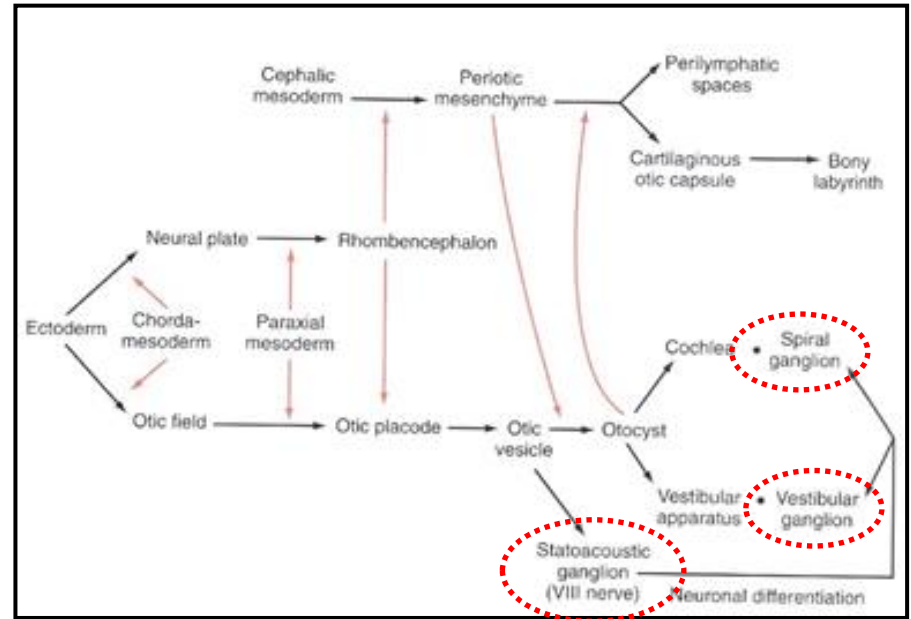 Cephalic
mesoderm
Periotic
mesenchyme
Perilymphatic
spaces
Cartilaginous
otic capsule
Bony
labyrinth
Neural plate
Rhombencephalon
Ectoderm
Chorda-
mesoderm
Paraxial
mesoderm
Otic field
Otic placode
Otic
vesicle
Otocyst
Cochlea
Spiral
ganglion
Vestibular
apparatus
Vestibular
ganglion
Statoacoustic
ganglion
(VIII nerve)
Neuronal differentiation